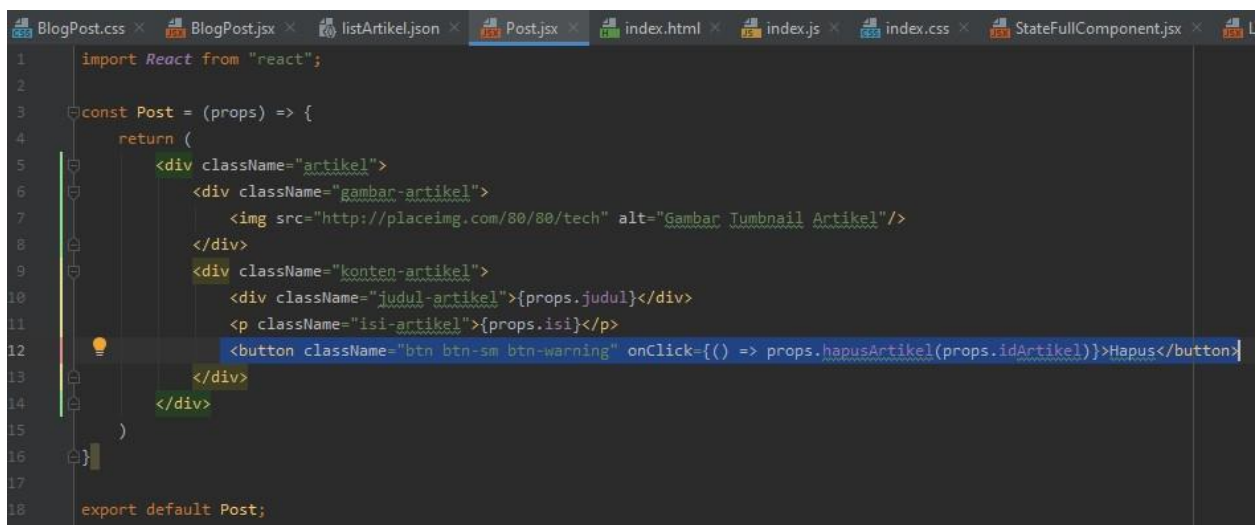 BlogPost.css × BlogPost.jsx × listArtikel.json × Post.jsx × index.html × index.js × index.css × StateFullComponent.jsx × L
1 import React from "react";
2
3 const Post = (props) => {
4 return (
5 <div className="artikel">
6 <div className="gambar-artikel">
7 <img src="http://placeimg.com/80/80/tech" alt="Gambar Tumbnail Artikel"/>
8 </div>
9 <div className="konten-artikel">
10 <div className="judul-artikel">{props.judul}</div>
11 <p className="isi-artikel">{props.isi}</p>
12 <button className="btn btn-sm btn-warning" onClick={() => props.hapusArtikel(props.idArtikel)}>Hapus</button>
13 </div>
14 </div>
15 )
16 }
17
18 export default Post;